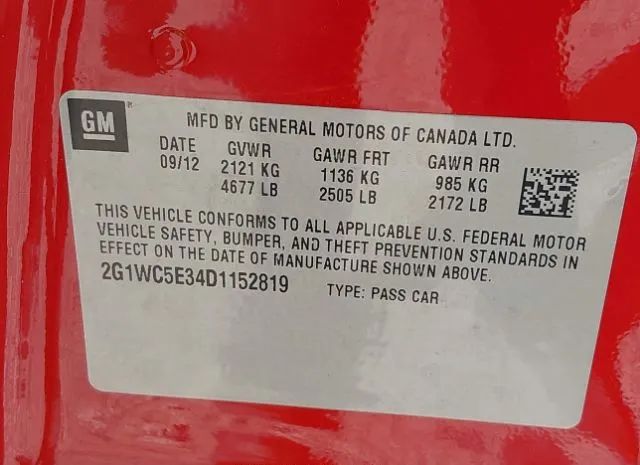 GM
MFD BY GENERAL MOTORS OF CANADA LTD.
DATE GVWR GAWR FRT GAWR RR
09/12 2121 KG 1136 KG 985 KG
4677 LB 2505 LB 2172 LB
THIS VEHICLE CONFORMS TO ALL APPLICABLE U.S. FEDERAL MOTOR
VEHICLE SAFETY, BUMPER, AND THEFT PREVENTION STANDARDS IN
EFFECT ON THE DATE OF MANUFACTURE SHOWN ABOVE.
2G1WC5E34D1152819 TYPE: PASS CAR